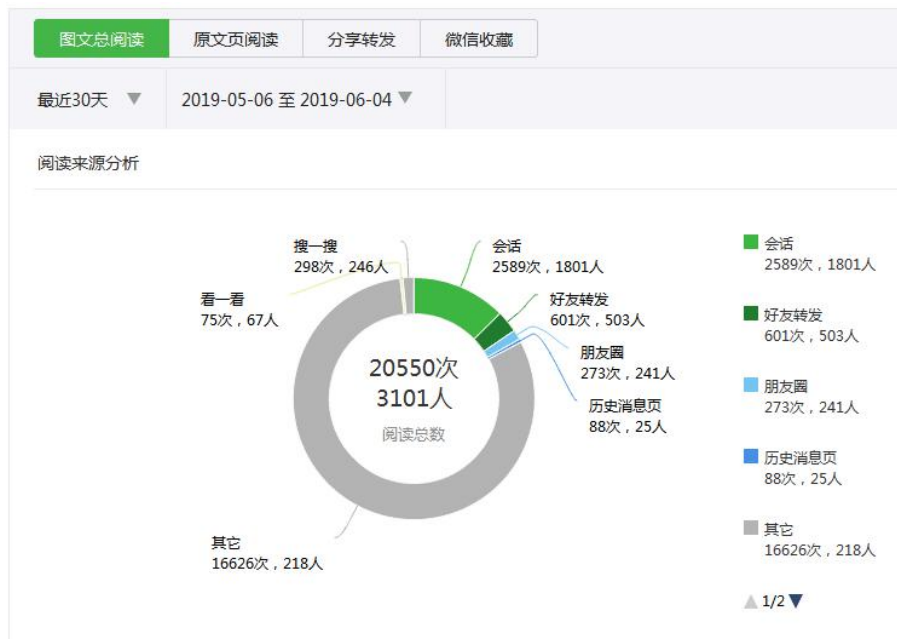 图文总阅读 原文页阅读 分享转发 微信收藏
最近30天 2019-05-06 至 2019-06-04
阅读来源分析
搜一搜
298次，246人
会话
2589次，1801人
看一看
75次，67人
好友转发
601次，503人
朋友圈
273次，241人
历史消息页
88次，25人
20550次
3101人
阅读总数
其它
16626次，218人
会话
2589次，1801人
好友转发
601次，503人
朋友圈
273次，241人
历史消息页
88次，25人
其它
16626次，218人
1/2